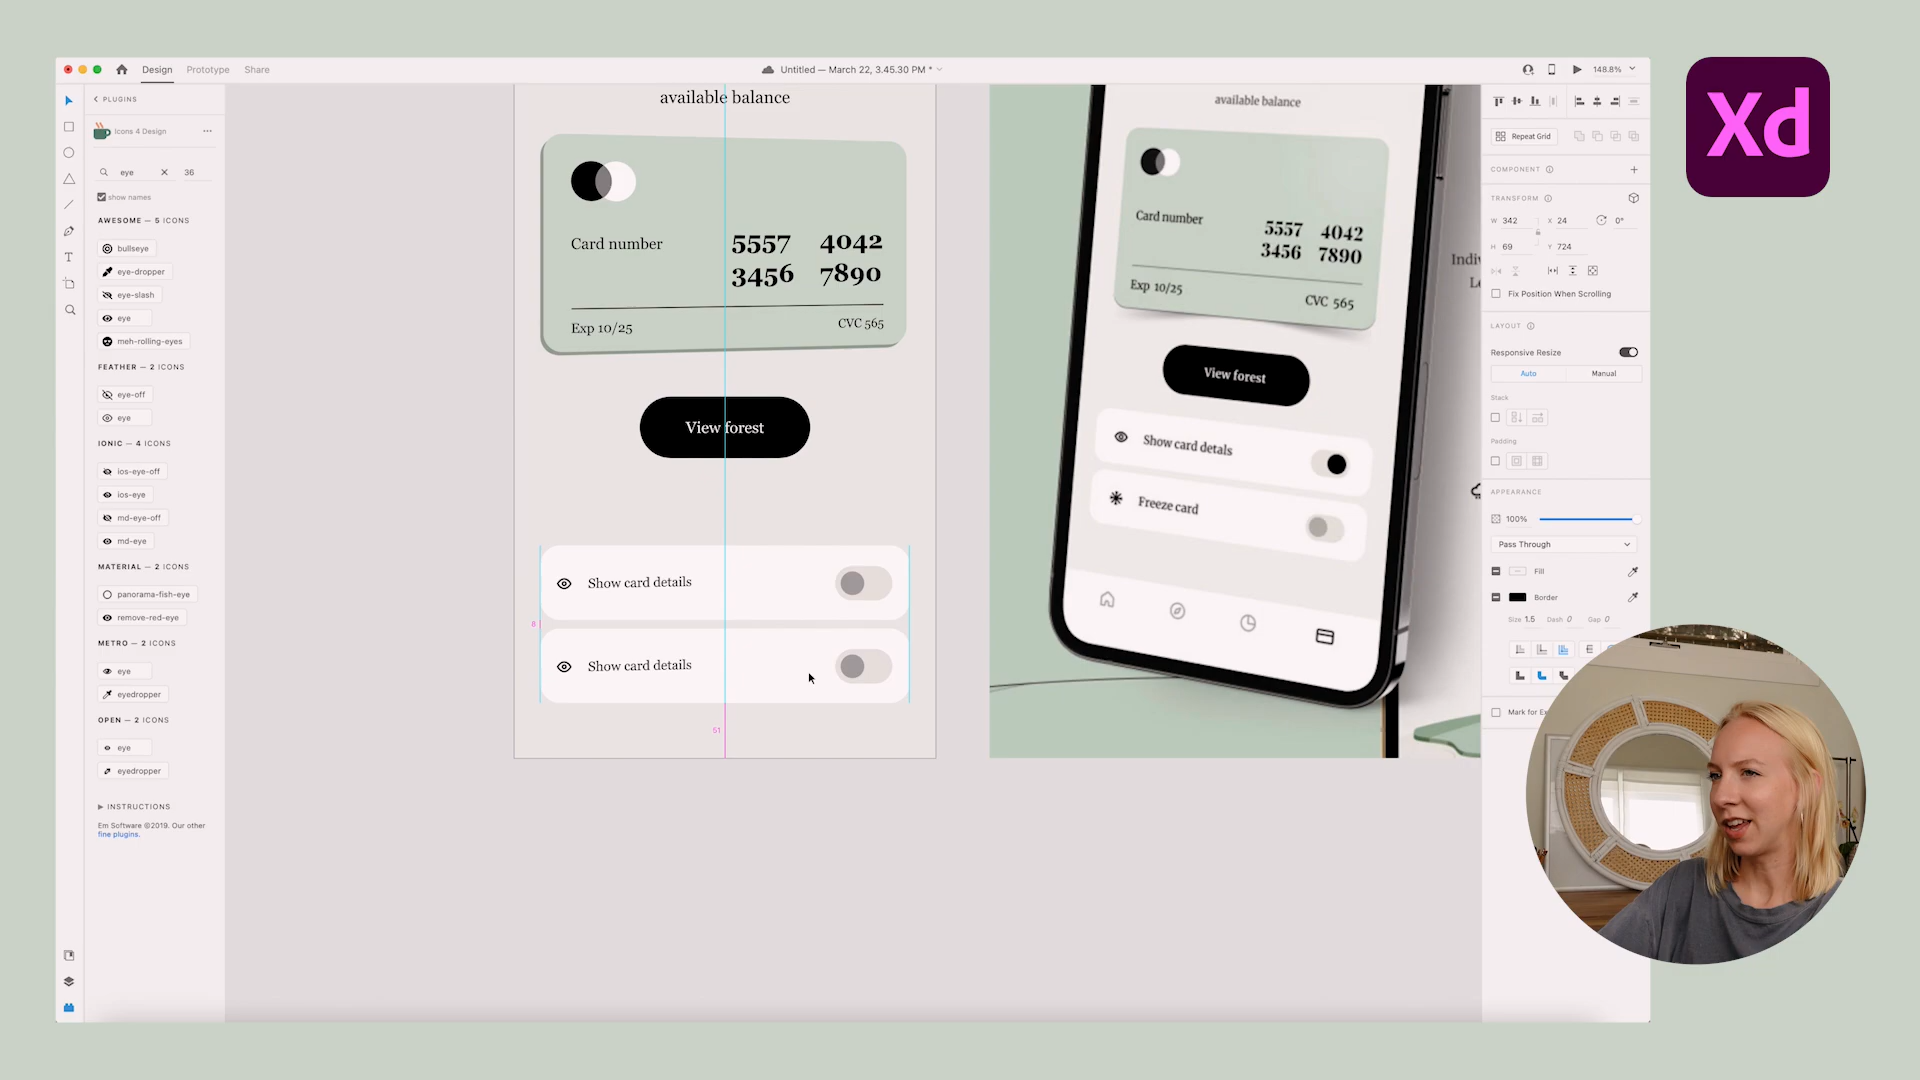 Design Prototype Share
Untitled — March 22, 3.45.30 PM *
148.8%
Xd
PLUGINS
Icons 4 Design
eye 36
show names
AWESOME — 5 ICONS
bullseye
eye-dropper
eye-slash
eye
meh-rolling-eyes
FEATHER — 2 ICONS
eye-off
eye
IONIC — 4 ICONS
ios-eye-off
ios-eye
md-eye-off
md-eye
MATERIAL — 2 ICONS
panorama-fish-eye
remove-red-eye
METRO — 2 ICONS
eye
eyedropper
OPEN — 2 ICONS
eye
eyedropper
INSTRUCTIONS
Em Software ©2019. Our other
fine plugins.
available balance
Card number
5557 4042
3456 7890
Exp 10/25
CVC 565
View forest
Show card details
8
Show card details
51
available balance
Card number
5557 4042
3456 7890
Exp 10/25
CVC 565
View forest
Show card detals
Freeze card
Repeat Grid
COMPONENT
TRANSFORM
W 342 X 24 0°
H 69 Y 724
Fix Position When Scrolling
LAYOUT
Responsive Resize
Auto Manual
Stack
Padding
APPEARANCE
100%
Pass Through
Fill
Border
Size 1.5 Dash 0 Gap 0
Mark for